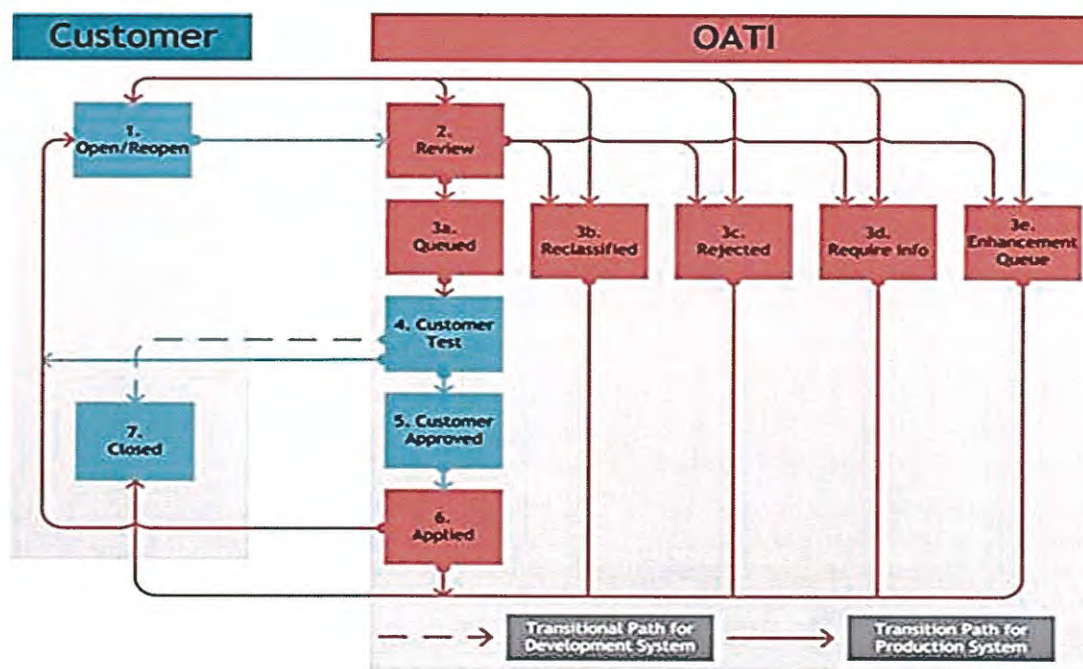 Customer
OATI
1.
Open/Reopen
2.
Review
3a.
Queued
3b.
Reclassified
3c.
Rejected
3d.
Require Info
3e.
Enhancement
Queue
4. Customer
Test
5. Customer
Approved
7.
Closed
6.
Applied
Transitional Path for
Development System
Transition Path for
Production System